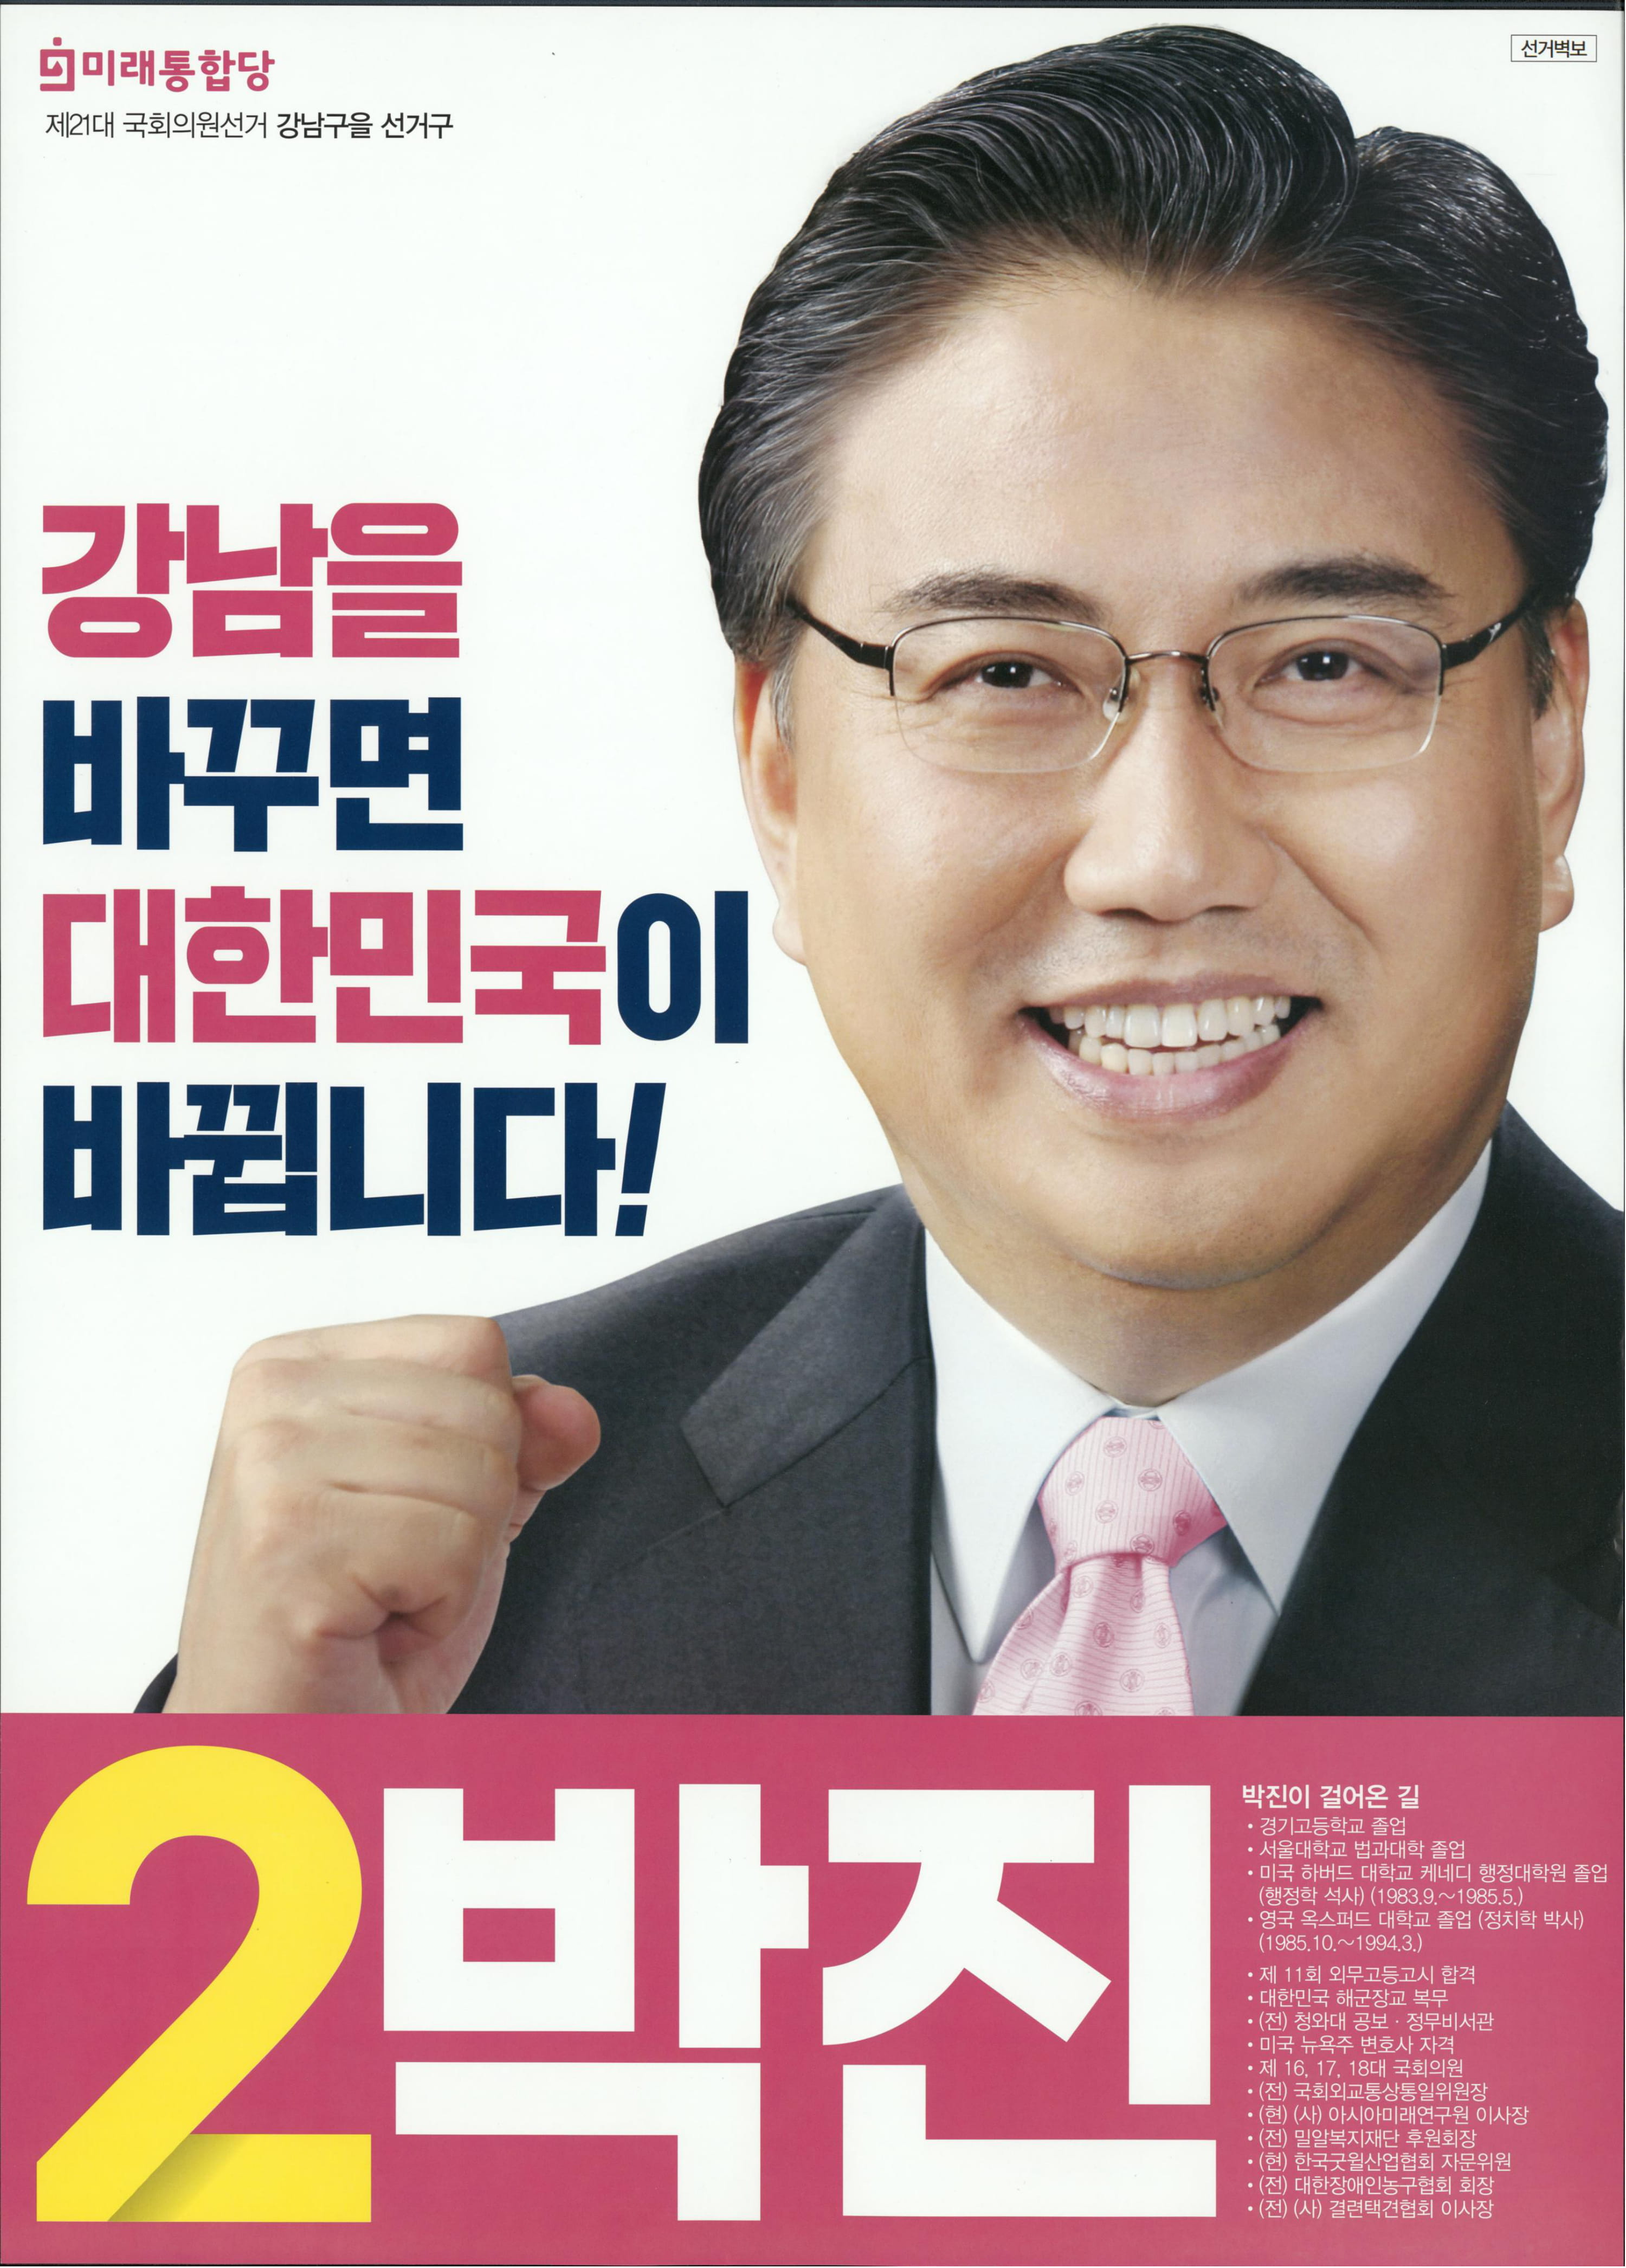 미래통합당
선거벽보
제21대 국회의원선거 강남구을 선거구
강남을
바꾸면
대한민국이
바뀝니다!
2 박진
박진이 걸어온 길
• 경기고등학교 졸업
• 서울대학교 법과대학 졸업
• 미국 하버드 대학교 케네디 행정대학원 졸업
(행정학 석사) (1983.9.~1985.5.)
• 영국 옥스퍼드 대학교 졸업 (정치학 박사)
(1985.10.~1994.3.)
• 제 11회 외무고등고시 합격
• 대한민국 해군장교 복무
• (전) 청와대 공보 · 정무비서관
• 미국 뉴욕주 변호사 자격
• 제 16, 17, 18대 국회의원
• (전) 국회외교통상통일위원장
• (현) (사) 아시아미래연구원 이사장
• (전) 밀알복지재단 후원회장
• (현) 한국굿윌산업협회 자문위원
• (전) 대한장애인농구협회 회장
• (전) (사) 결련택견협회 이사장